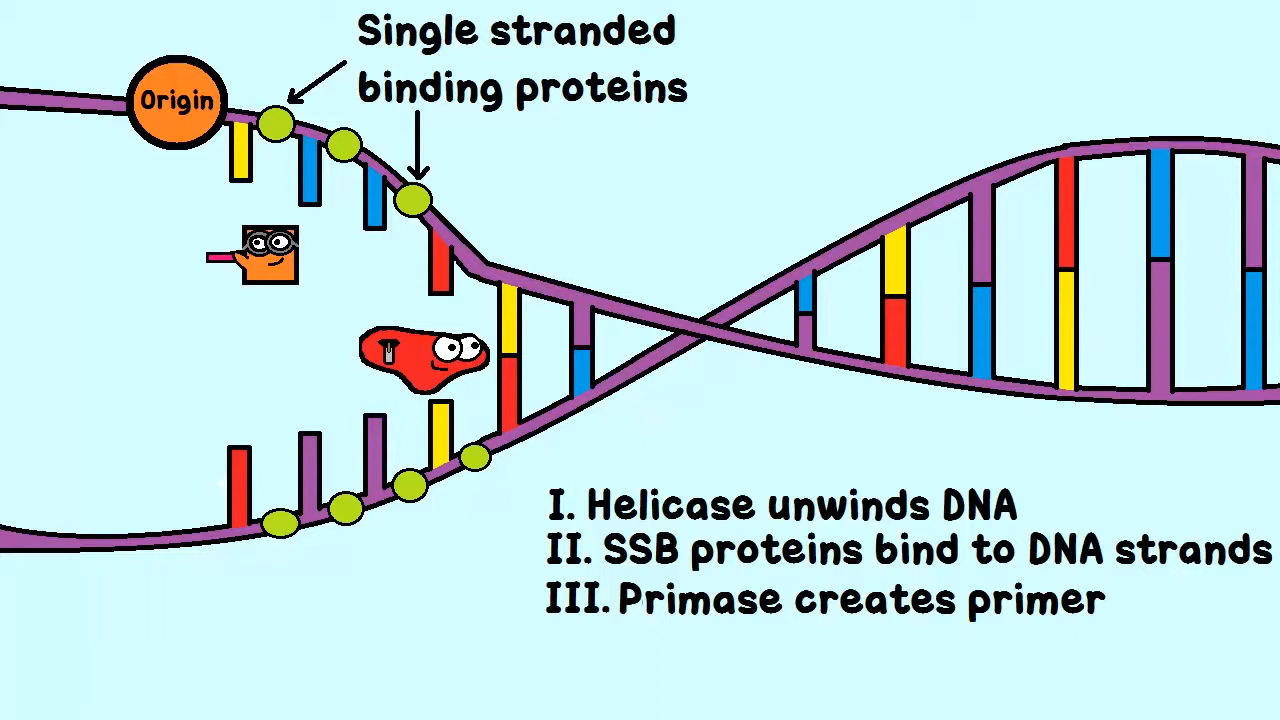 Single stranded
binding proteins
Origin
I. Helicase unwinds DNA
II. SSB proteins bind to DNA strands
III. Primase creates primer